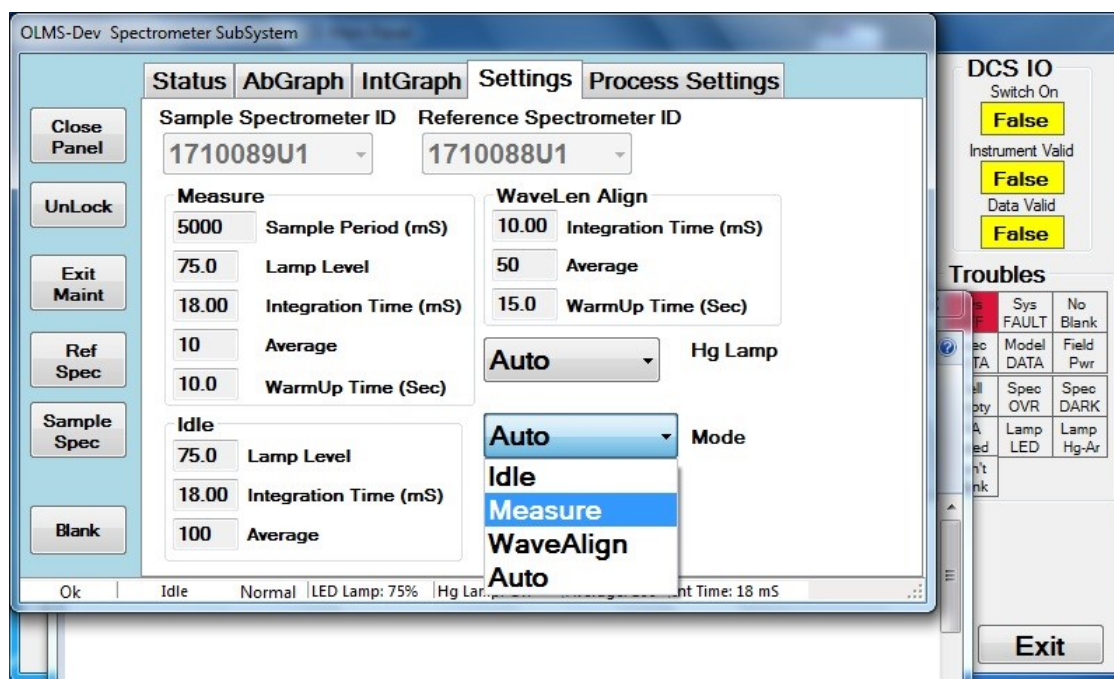 OLMS-Dev Spectrometer SubSystem
Status AbGraph IntGraph Settings Process Settings
Close
Panel
UnLock
Exit
Maint
Ref
Spec
Sample
Spec
Blank
Sample Spectrometer ID Reference Spectrometer ID
1710089U1 1710088U1
Measure
5000 Sample Period (mS)
75.0 Lamp Level
18.00 Integration Time (mS)
10 Average
10.0 WarmUp Time (Sec)
WaveLen Align
10.00 Integration Time (mS)
50 Average
15.0 WarmUp Time (Sec)
Auto Hg Lamp
Idle
75.0 Lamp Level
18.00 Integration Time (mS)
100 Average
Auto Mode
Idle
Measure
WaveAlign
Auto
Ok Idle Normal LED Lamp: 75% Hg Time: 18 mS
DCS IO
Switch On
False
Instrument Valid
False
Data Valid
False
Troubles
Sys No
FAULT Blank
Model Field
DATA Pwr
Spec Spec
OVR DARK
Lamp Lamp
LED Hg-Ar
Exit